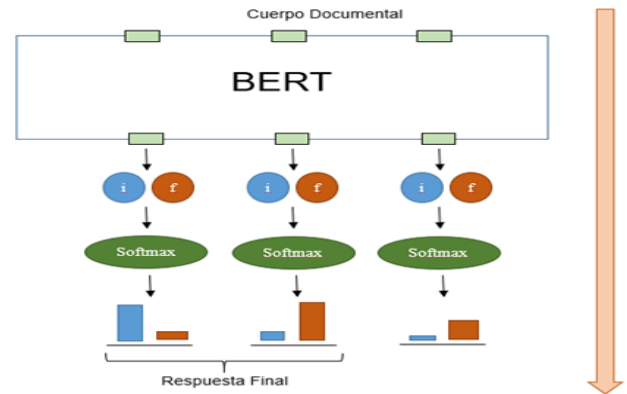 Cuerpo Documental
BERT
i f i f i f
Softmax Softmax Softmax
Respuesta Final